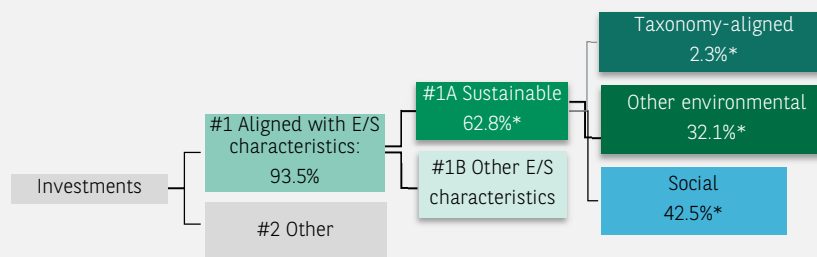 Investments
#1 Aligned with E/S
characteristics:
93.5%
#2 Other
#1A Sustainable
62.8%*
#1B Other E/S
characteristics
Taxonomy-aligned
2.3%*
Other environmental
32.1%*
Social
42.5%*